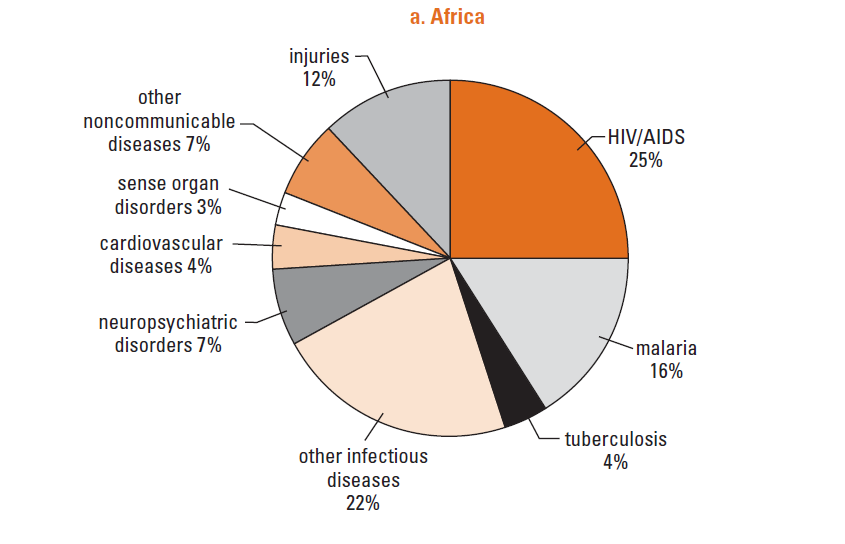 a. Africa
injuries
12%
other
noncommunicable
diseases 7%
sense organ
disorders 3%
cardiovascular
diseases 4%
neuropsychiatric
disorders 7%
other infectious
diseases
22%
tuberculosis
4%
malaria
16%
HIV/AIDS
25%